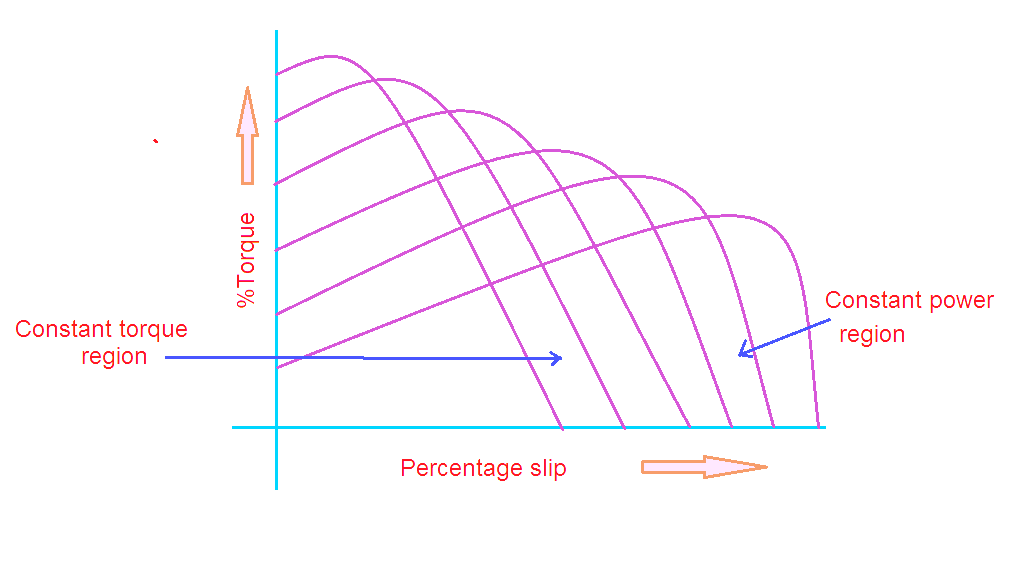 %Torque
Constant torque
region
Constant power
region
Percentage slip